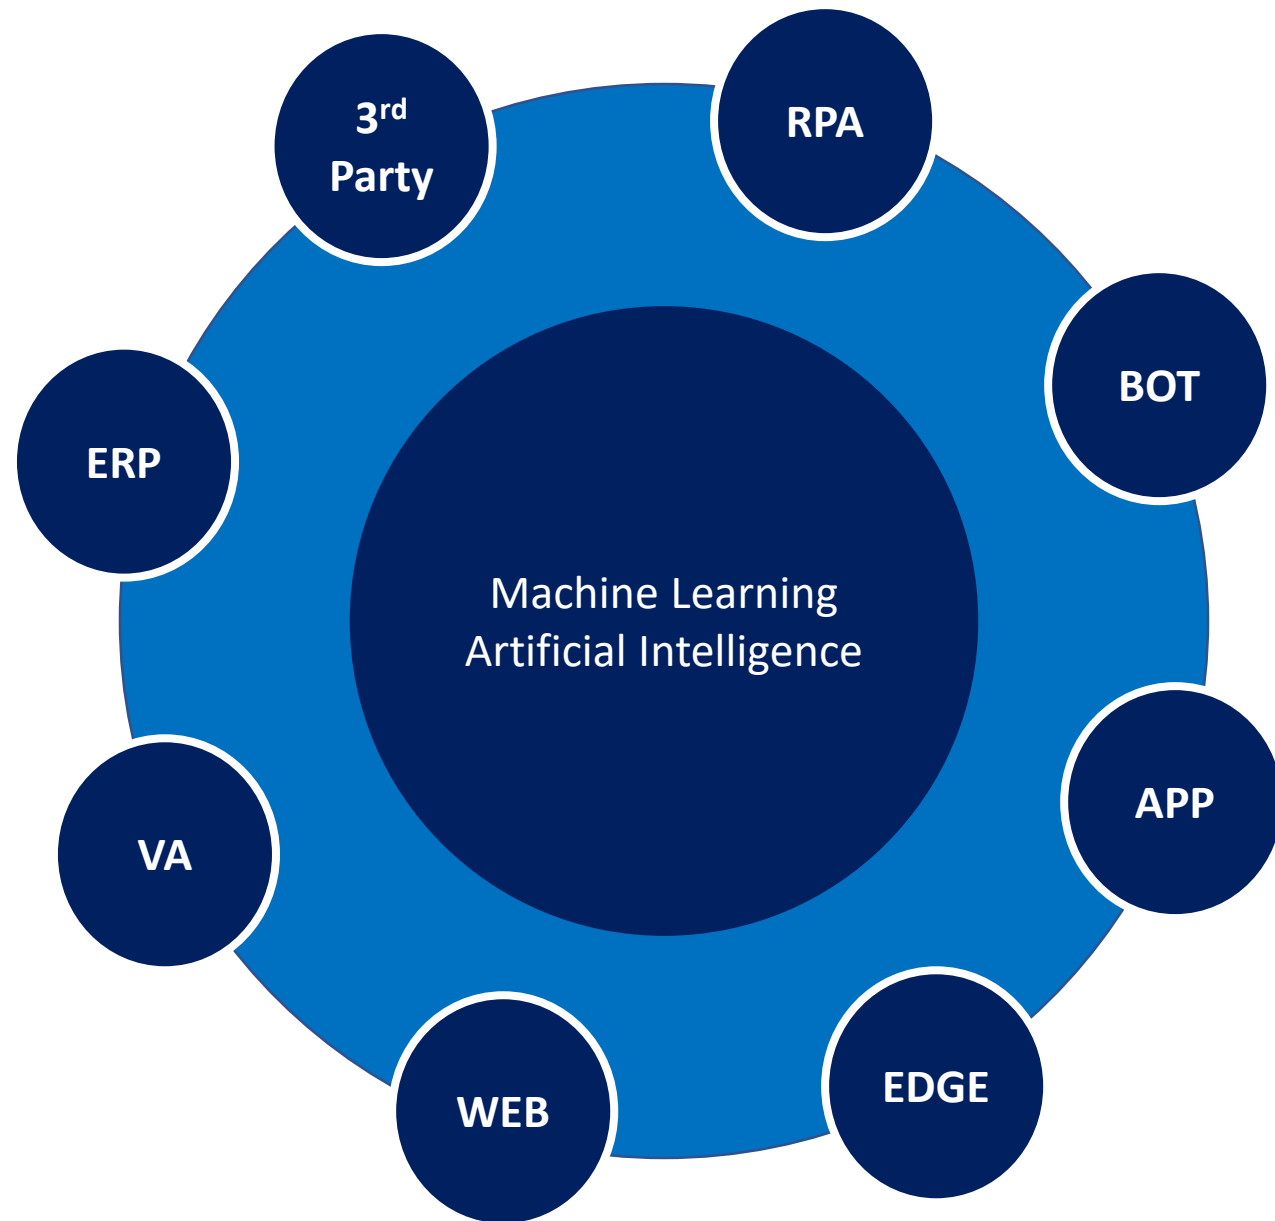 3rd
Party
RPA
BOT
ERP
Machine Learning
Artificial Intelligence
APP
VA
EDGE
WEB